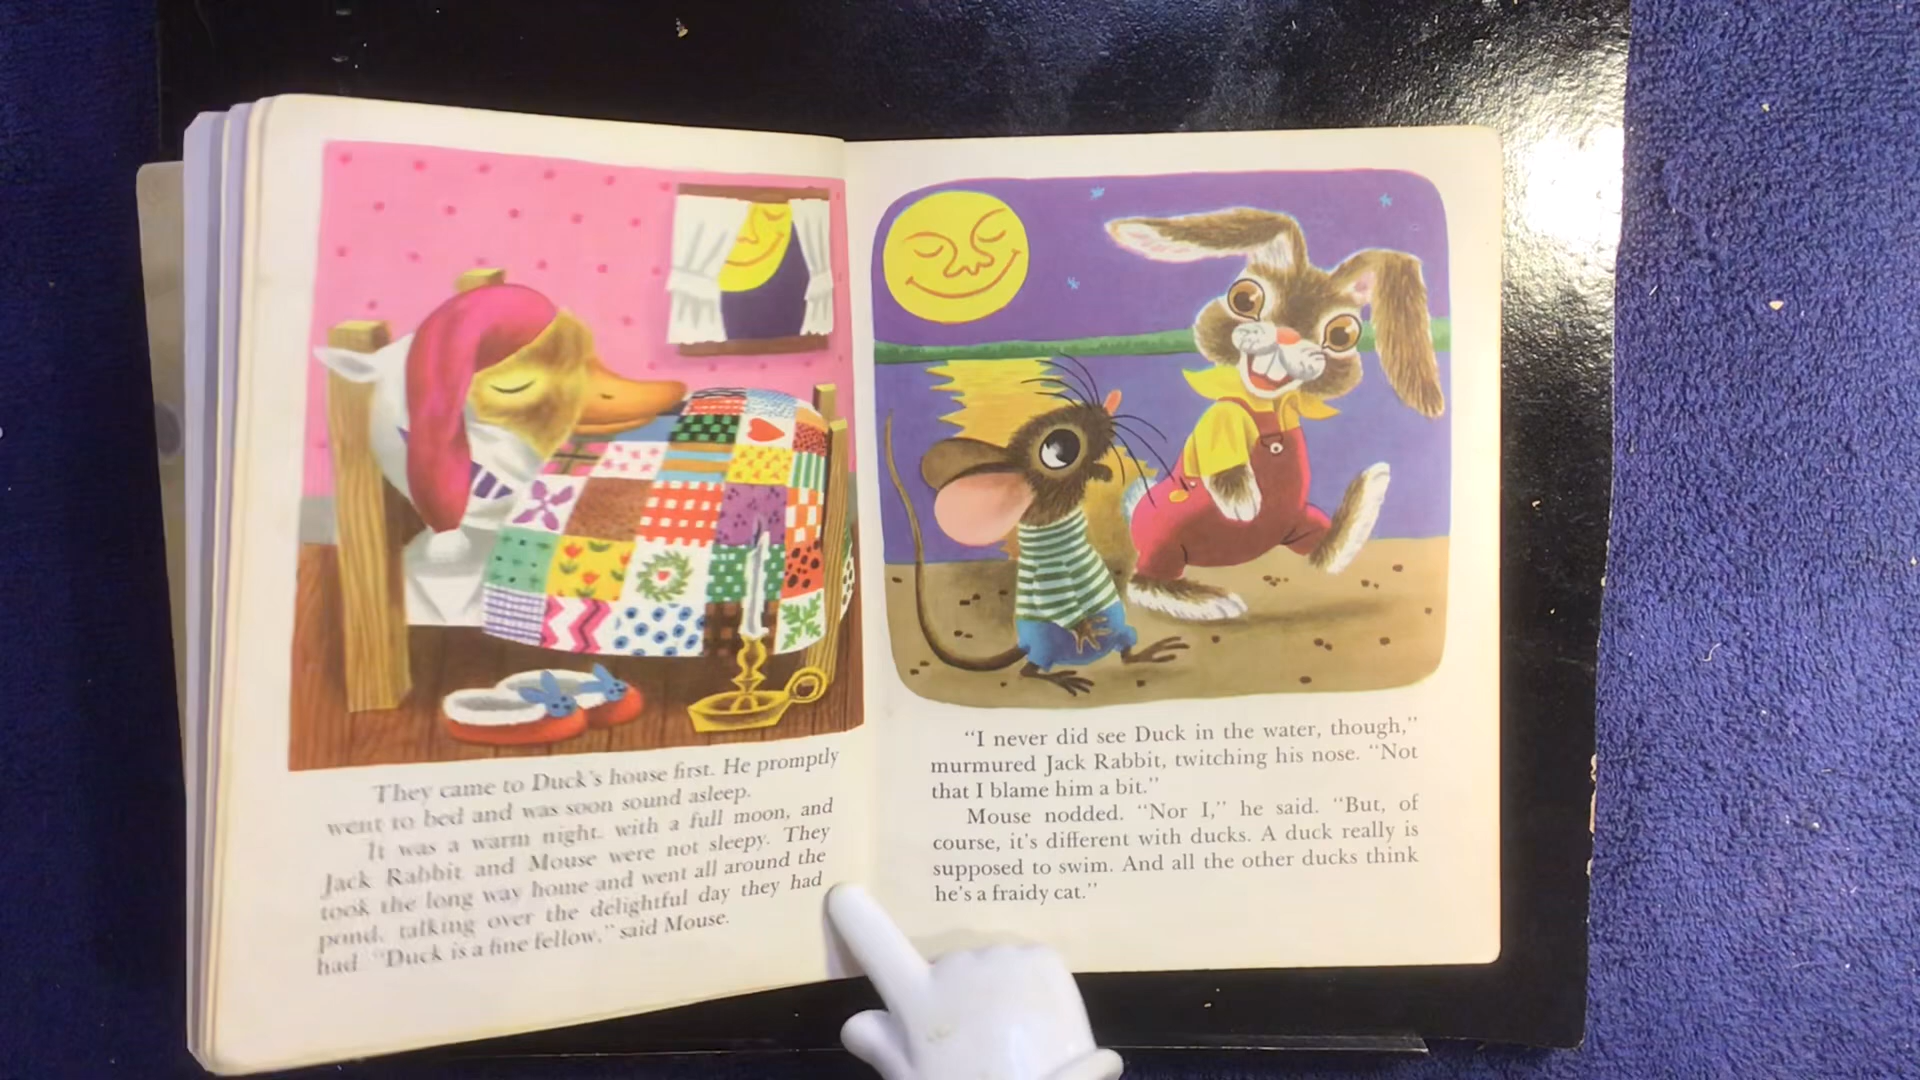 They came to Duck's house first. He promptly
went to bed and was soon sound asleep.
It was a warm night, with a full moon, and
Jack Rabbit and Mouse were not sleepy. They
took the long way home and went all around the
pond, talking over the delightful day they had
had. "Duck is a fine fellow," said Mouse.
"I never did see Duck in the water, though,"
murmured Jack Rabbit, twitching his nose. "Not
that I blame him a bit."
Mouse nodded. "Nor I," he said. "But, of
course, it's different with ducks. A duck really is
supposed to swim. And all the other ducks think
he's a fraidy cat."